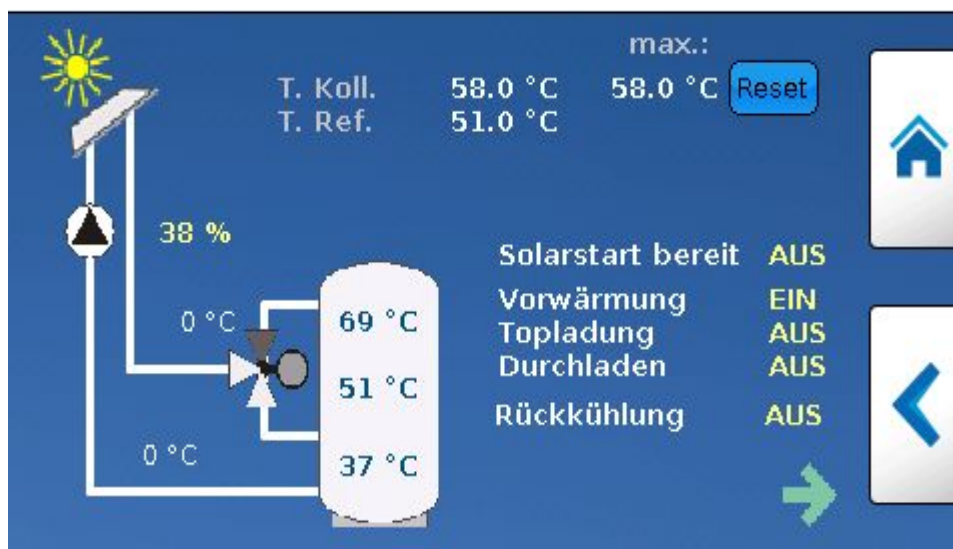 max.:
T. Koll. 58.0 °C 58.0 °C Reset
T. Ref. 51.0 °C
38 %
Solarstart bereit AUS
Vorwärmung EIN
0 °C 69 °C Topladung AUS
Durchladen AUS
51 °C
Rückkühlung AUS
0 °C 37 °C